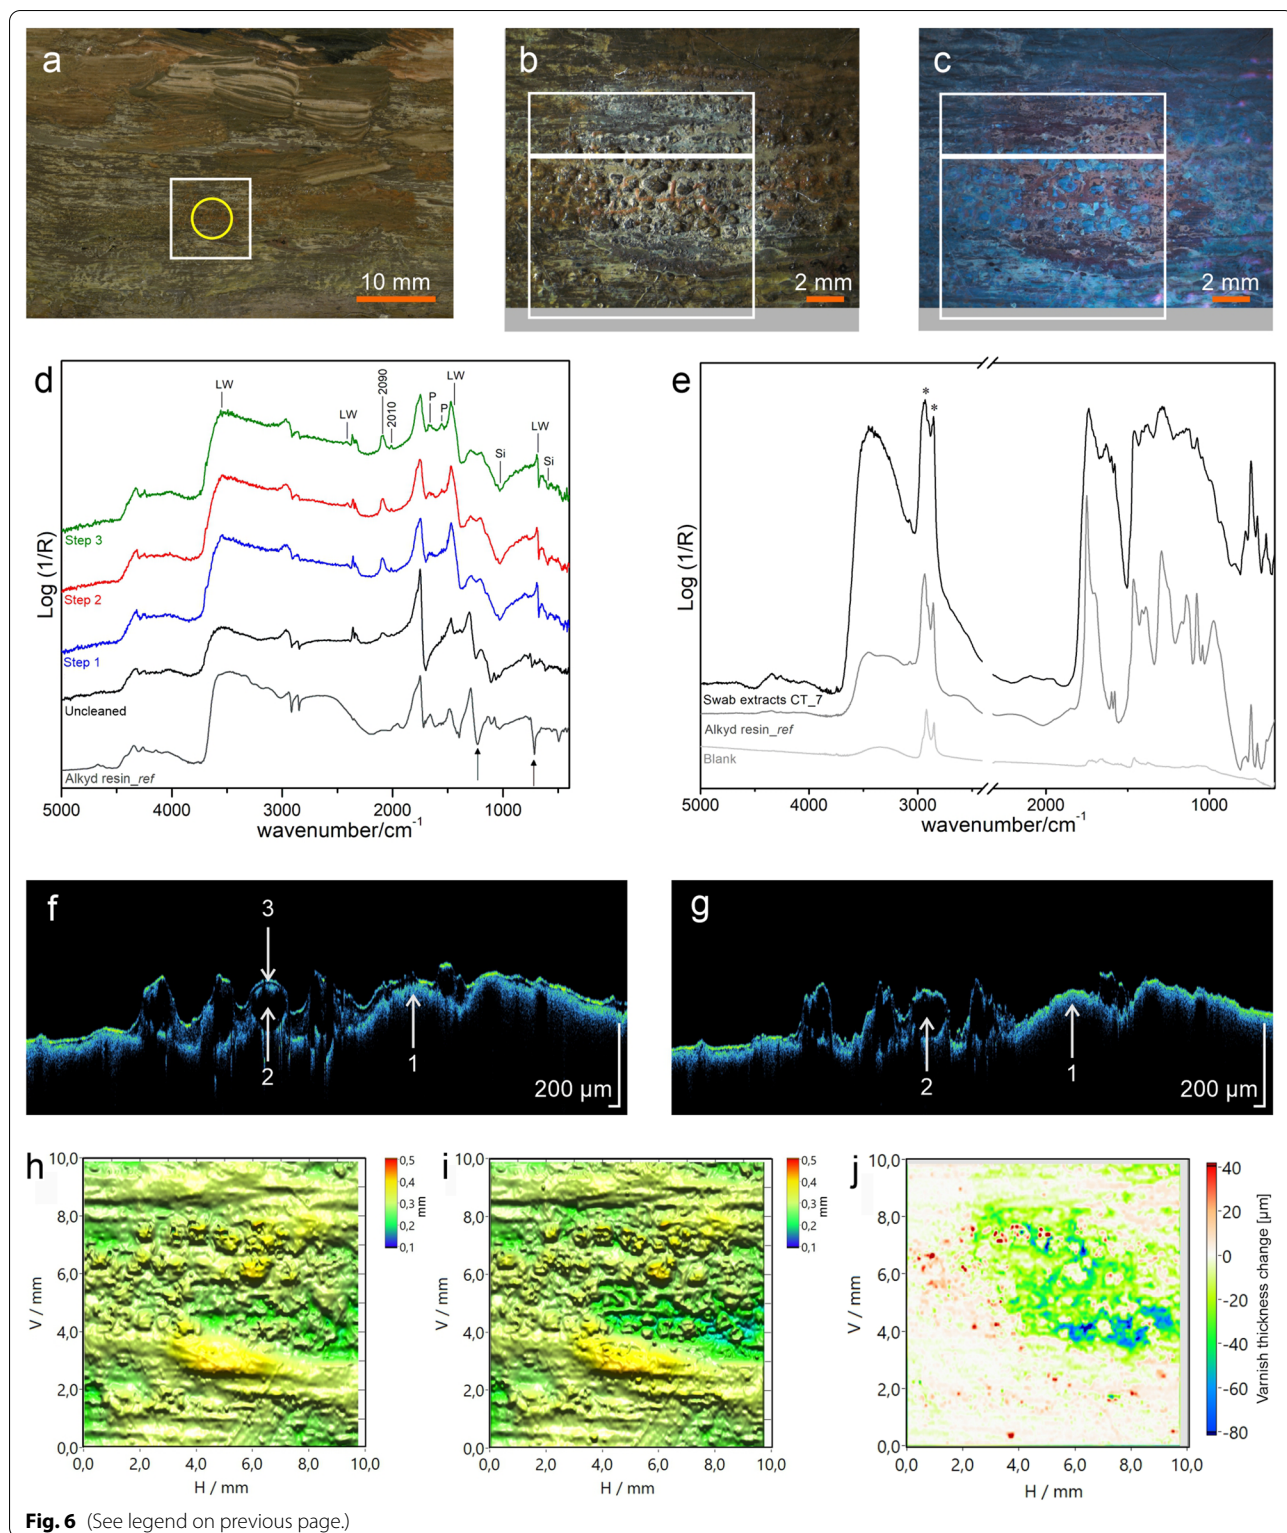 a
10 mm
b
2 mm
c
2 mm
d
LW
LW
2090
2010
P
P
LW
Si
LW
Si
Step 3
Step 2
Step 1
Uncleaned
Alkyd resin_ref
Log (1/R)
5000 4000 3000 2000 1000
wavenumber/cm-1
e
* *
Swab extracts CT_7
Alkyd resin_ref
Blank
Log (1/R)
5000 4000 3000 2000 1000
wavenumber/cm-1
f
3
2
1
200 µm
g
2
1
200 µm
h
10,0
8,0
6,0
4,0
2,0
0,0
V / mm
0,0 2,0 4,0 6,0 8,0 10,0
H / mm
0,5
0,4
0,3
0,2
0,1
mm
i
10,0
8,0
6,0
4,0
2,0
0,0
V / mm
0,0 2,0 4,0 6,0 8,0 10,0
H / mm
0,5
0,4
0,3
0,2
0,1
mm
j
10,0
8,0
6,0
4,0
2,0
0,0
V / mm
0,0 2,0 4,0 6,0 8,0 10,0
H / mm
40
20
0
-20
-40
-60
-80
Varnish thickness change [µm]
Fig. 6 (See legend on previous page.)